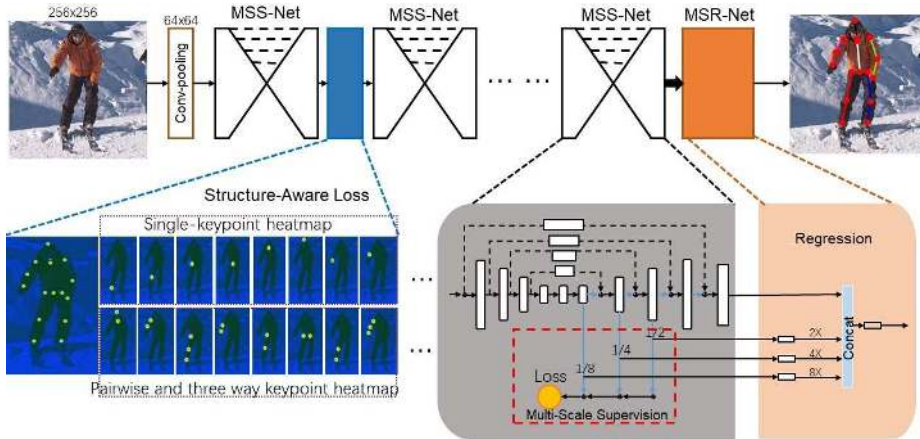 256x256
64x64
Conv-pooling
MSS-Net
MSS-Net
... ...
MSS-Net
MSR-Net
Structure-Aware Loss
Single-keypoint heatmap
...
...
Pairwise and three way keypoint heatmap
1/2
1/4
1/8
Loss
Multi-Scale Supervision
Regression
2X
4X
8X
Concat